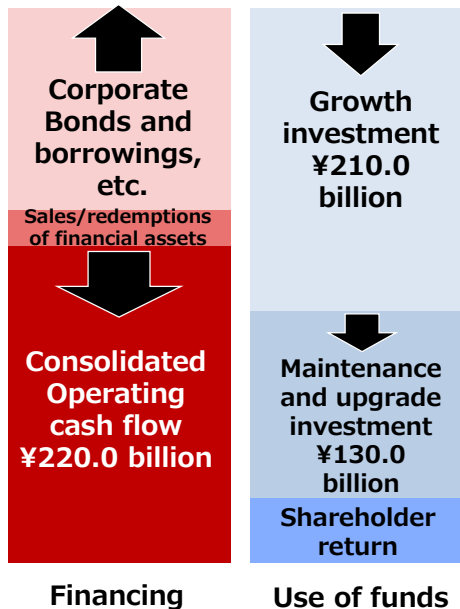 Corporate
Bonds and
borrowings,
etc.
Sales/redemptions
of financial assets
Consolidated
Operating
cash flow
¥220.0 billion
Financing
Growth
investment
¥210.0
billion
Maintenance
and upgrade
investment
¥130.0
billion
Shareholder
return
Use of funds